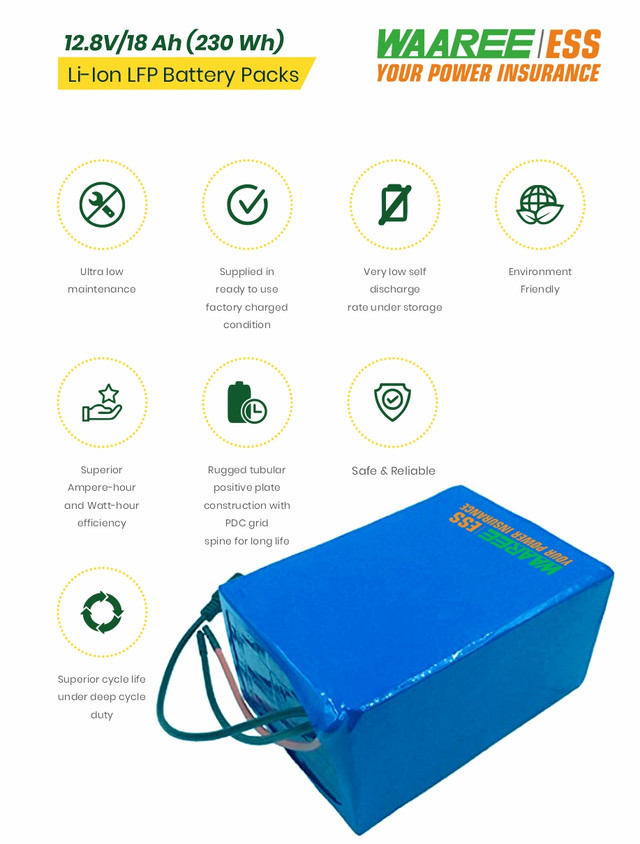 12.8V/18 Ah (230 Wh)
Li-Ion LFP Battery Packs
WAAREE | ESS
YOUR POWER INSURANCE
Ultra low
maintenance
Supplied in
ready to use
factory charged
condition
Very low self
discharge
rate under storage
Environment
Friendly
Superior
Ampere-hour
and Watt-hour
efficiency
Rugged tubular
positive plate
construction with
PDC grid
spine for long life
Safe & Reliable
Superior cycle life
under deep cycle
duty
WAAREE ESS
YOUR POWER INSURANCE